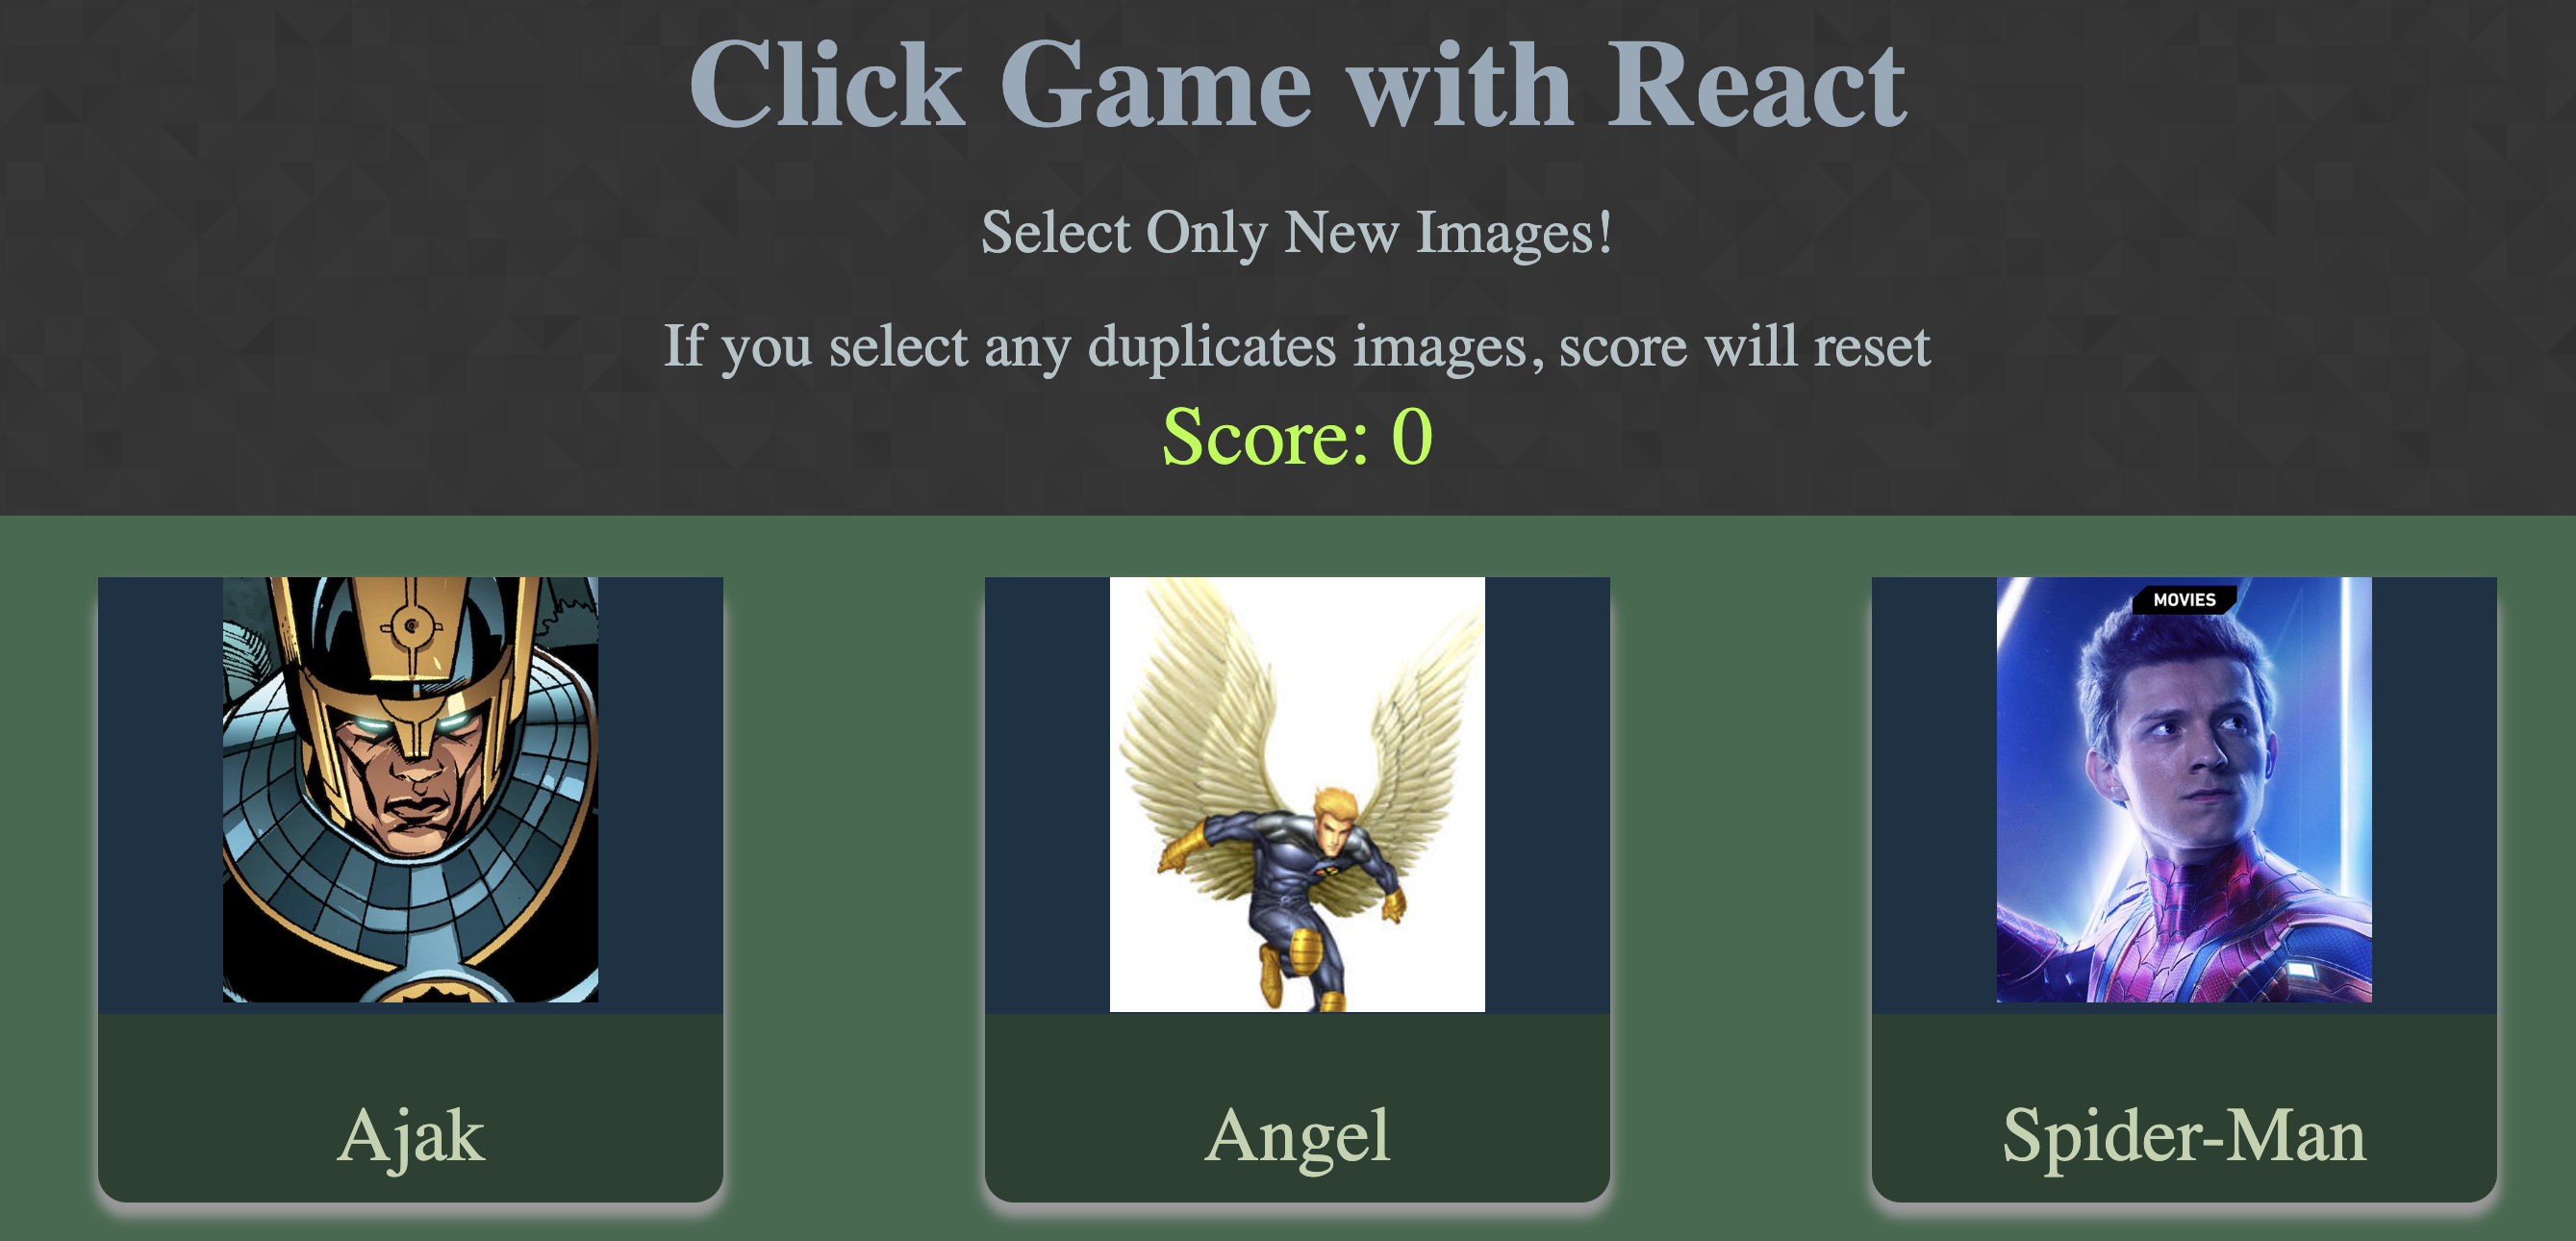 Click Game with React
Select Only New Images!
If you select any duplicates images, score will reset
Score: 0
MOVIES
Ajak
Angel
Spider-Man